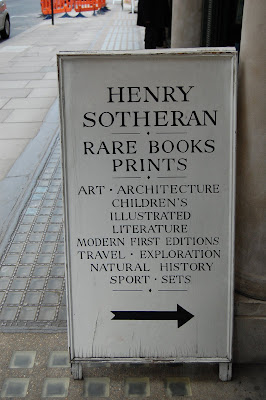 HENRY
SOTHERAN
RARE BOOKS
PRINTS
ART · ARCHITECTURE
CHILDREN'S
ILLUSTRATED
LITERATURE
MODERN FIRST EDITIONS
TRAVEL · EXPLORATION
NATURAL HISTORY
SPORT · SETS